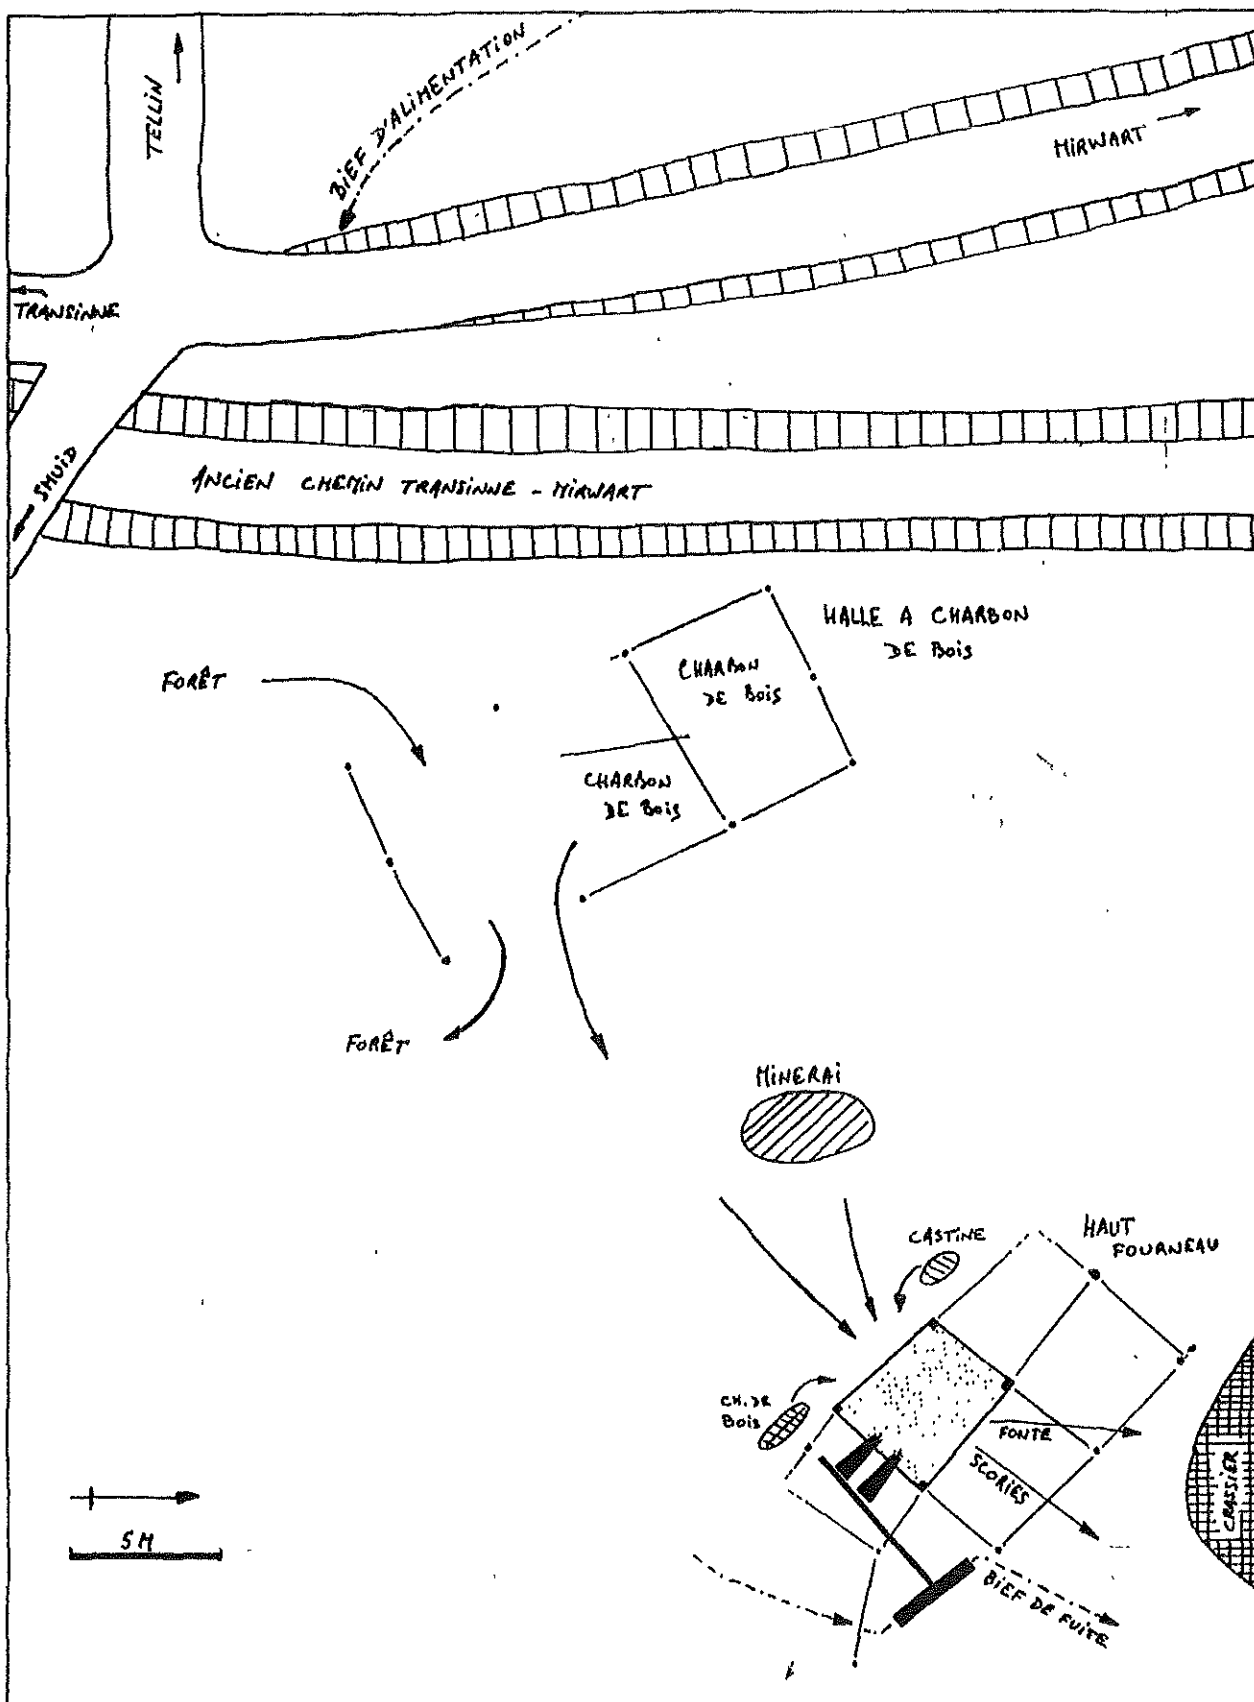 TELLIN
BIEF D'ALIMENTATION
MIRWART
TRANSINNE
SMUID
ANCIEN CHEMIN TRANSINNE - MIRWART
HALLE A CHARBON
DE BOIS
CHARBON
DE BOIS
FORÊT
CHARBON
DE BOIS
FORÊT
MINERAI
CASTINE
HAUT
FOURNEAU
CH. DE
BOIS
FONTE
SCORIES
CRASSIER
5 M
BIEF DE FUITE